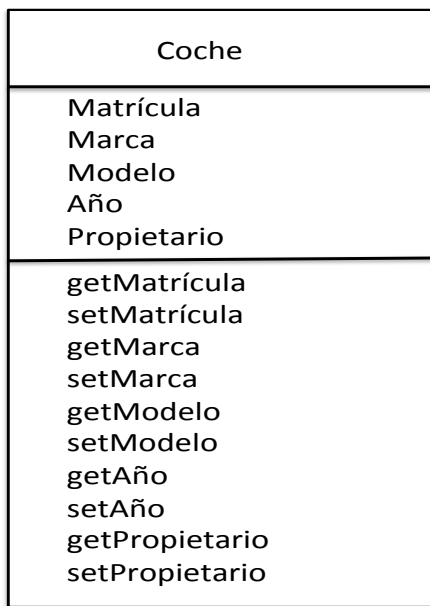 Coche
Matrícula
Marca
Modelo
Año
Propietario
getMatrícula
setMatrícula
getMarca
setMarca
getModelo
setModelo
getAño
setAño
getPropietario
setPropietario